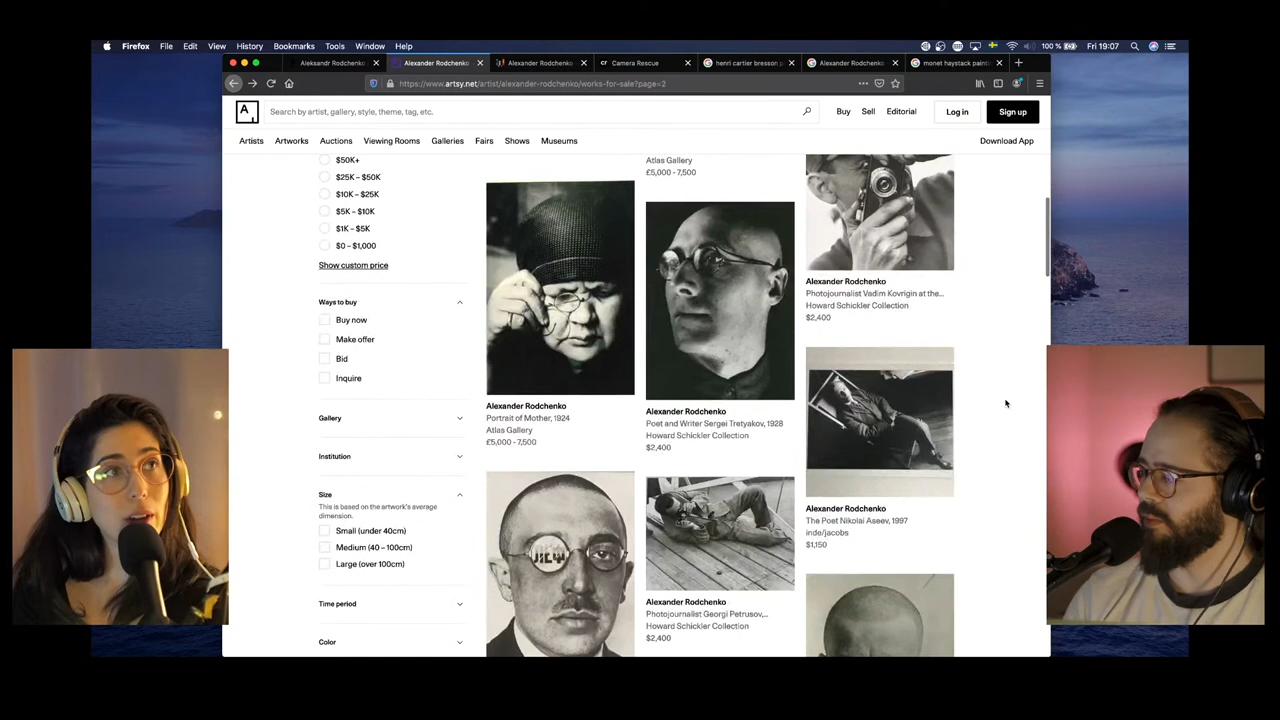 Firefox File Edit View History Bookmarks Tools Window Help
100 % Fri 19:07
Aleksandr Rodchenko
Alexander Rodchenko
Alexander Rodchenko
Camera Rescue
henri cartier bresson p
Alexander Rodchenko
monet haystack painti
https://www.artsy.net/artist/alexander-rodchenko/works-for-sale?page=2
A
Search by artist, gallery, style, theme, tag, etc.
Buy Sell Editorial
Log in
Sign up
Artists Artworks Auctions Viewing Rooms Galleries Fairs Shows Museums
Download App
$50K+
$25K – $50K
$10K – $25K
$5K – $10K
$1K – $5K
$0 – $1,000
Show custom price
Ways to buy
Buy now
Make offer
Bid
Inquire
Gallery
Institution
Size
This is based on the artwork's average
dimension.
Small (under 40cm)
Medium (40 – 100cm)
Large (over 100cm)
Time period
Color
Alexander Rodchenko
Portrait of Mother, 1924
Atlas Gallery
£5,000 - 7,500
Atlas Gallery
£5,000 - 7,500
Alexander Rodchenko
Poet and Writer Sergei Tretyakov, 1928
Howard Schickler Collection
$2,400
Alexander Rodchenko
Photojournalist Georgi Petrusov,...
Howard Schickler Collection
$2,400
Alexander Rodchenko
Photojournalist Vadim Kovrigin at the...
Howard Schickler Collection
$2,400
Alexander Rodchenko
The Poet Nikolai Aseev, 1997
inde/jacobs
$1,150